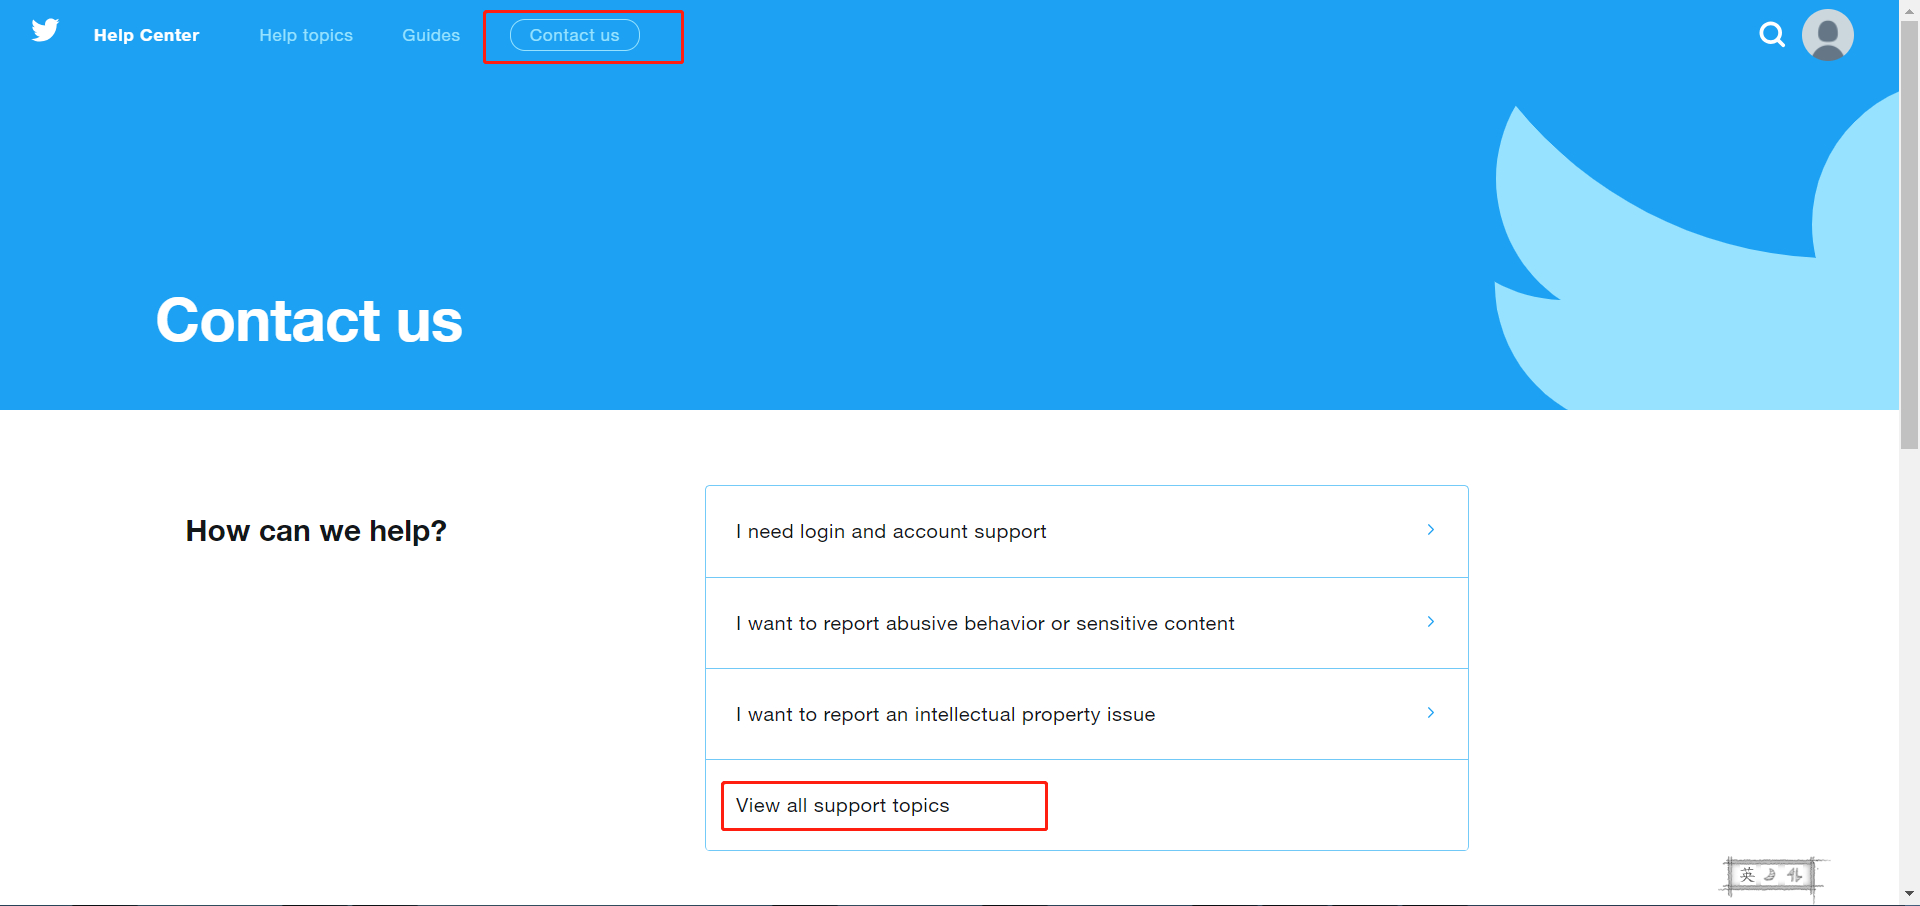 Help Center
Help topics
Guides
Contact us
Contact us
How can we help?
I need login and account support
I want to report abusive behavior or sensitive content
I want to report an intellectual property issue
View all support topics
英